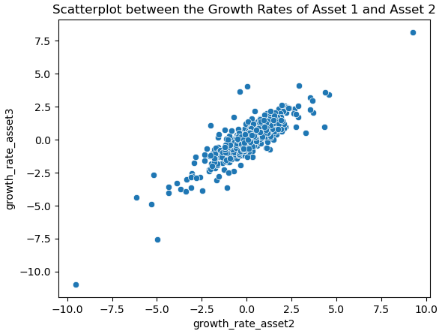 Scatterplot between the Growth Rates of Asset 1 and Asset 2
growth_rate_asset3
7.5
5.0
2.5
0.0
−2.5
−5.0
−7.5
−10.0
−10.0 −7.5 −5.0 −2.5 0.0 2.5 5.0 7.5 10.0
growth_rate_asset2